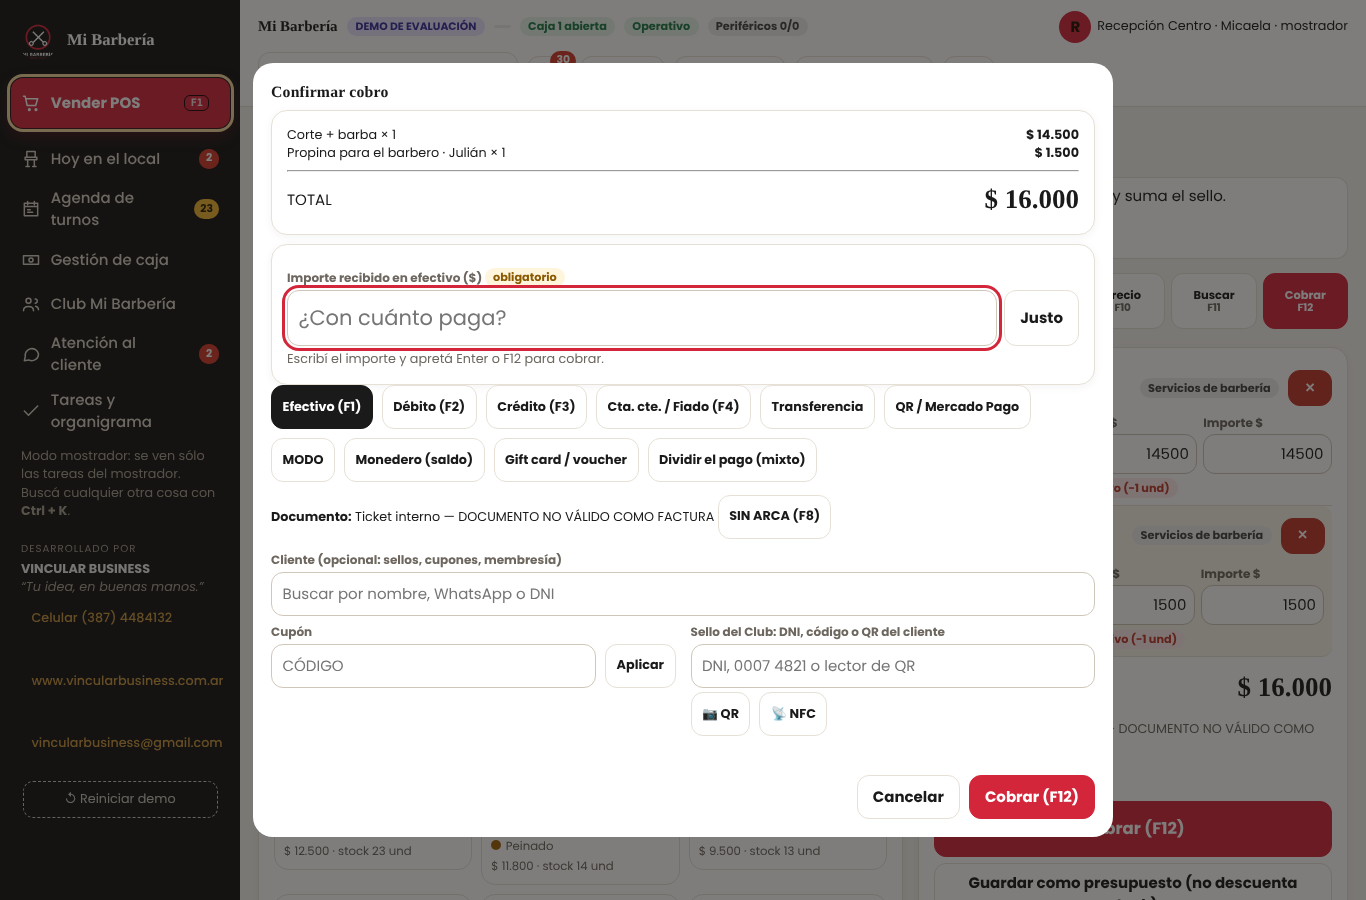 Mi Barbería
Vender POS F1
Hoy en el local 2
Agenda de
turnos 23
Gestión de caja
Club Mi Barbería
Atención al
cliente 2
Tareas y
organigrama
Modo mostrador: se ven sólo
las tareas del mostrador.
Buscá cualquier otra cosa con
Ctrl + K.
DESARROLLADO POR
VINCULAR BUSINESS
“Tu idea, en buenas manos.”
Celular (387) 4484132
www.vincularbusiness.com.ar
vincularbusiness@gmail.com
↺ Reiniciar demo
Mi Barbería DEMO DE EVALUACIÓN — Caja 1 abierta Operativo Periféricos 0/0
R Recepción Centro · Micaela · mostrador
30
Confirmar cobro
Corte + barba × 1 $ 14.500
Propina para el barbero · Julián × 1 $ 1.500
TOTAL $ 16.000
Importe recibido en efectivo ($) obligatorio
¿Con cuánto paga? Justo
Escribí el importe y apretá Enter o F12 para cobrar.
Efectivo (F1) Débito (F2) Crédito (F3) Cta. cte. / Fiado (F4) Transferencia QR / Mercado Pago
MODO Monedero (saldo) Gift card / voucher Dividir el pago (mixto)
Documento: Ticket interno — DOCUMENTO NO VÁLIDO COMO FACTURA SIN ARCA (F8)
Cliente (opcional: sellos, cupones, membresía)
Buscar por nombre, WhatsApp o DNI
Cupón
CÓDIGO Aplicar
Sello del Club: DNI, código o QR del cliente
DNI, 0007 4821 o lector de QR
QR NFC
Cancelar Cobrar (F12)
y suma el sello.
recio
F10
Buscar
F11
Cobrar
F12
Servicios de barbería ×
$ Importe $
14500 14500
o (-1 und)
Servicios de barbería ×
$ Importe $
1500 1500
vo (-1 und)
$ 16.000
· DOCUMENTO NO VÁLIDO COMO
brar (F12)
Guardar como presupuesto (no descuenta
$ 12.500 · stock 23 und
Peinado
$ 11.800 · stock 14 und
$ 9.500 · stock 13 und